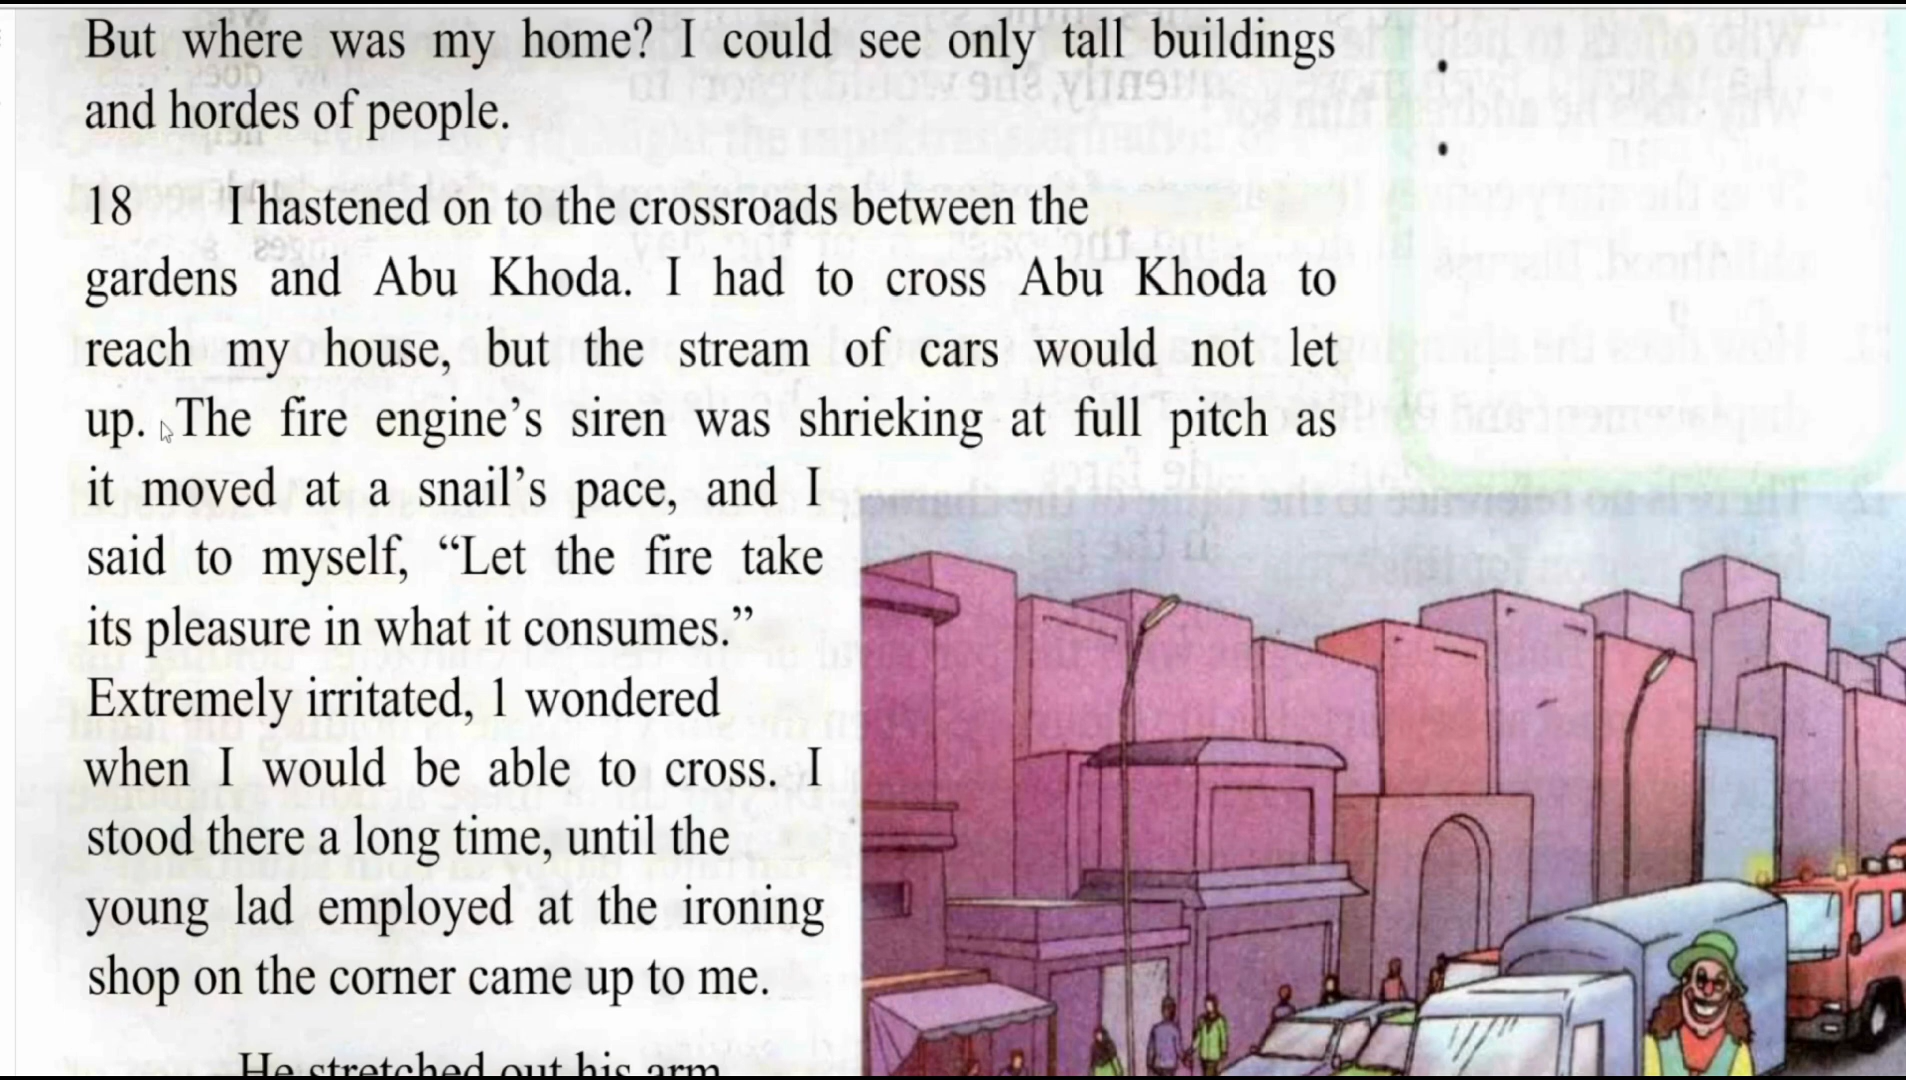 But where was my home? I could see only tall buildings
and hordes of people.
18 I hastened on to the crossroads between the
gardens and Abu Khoda. I had to cross Abu Khoda to
reach my house, but the stream of cars would not let
up. The fire engine’s siren was shrieking at full pitch as
it moved at a snail’s pace, and I
said to myself, “Let the fire take
its pleasure in what it consumes.”
Extremely irritated, 1 wondered
when I would be able to cross. I
stood there a long time, until the
young lad employed at the ironing
shop on the corner came up to me.
He stretched out his arm